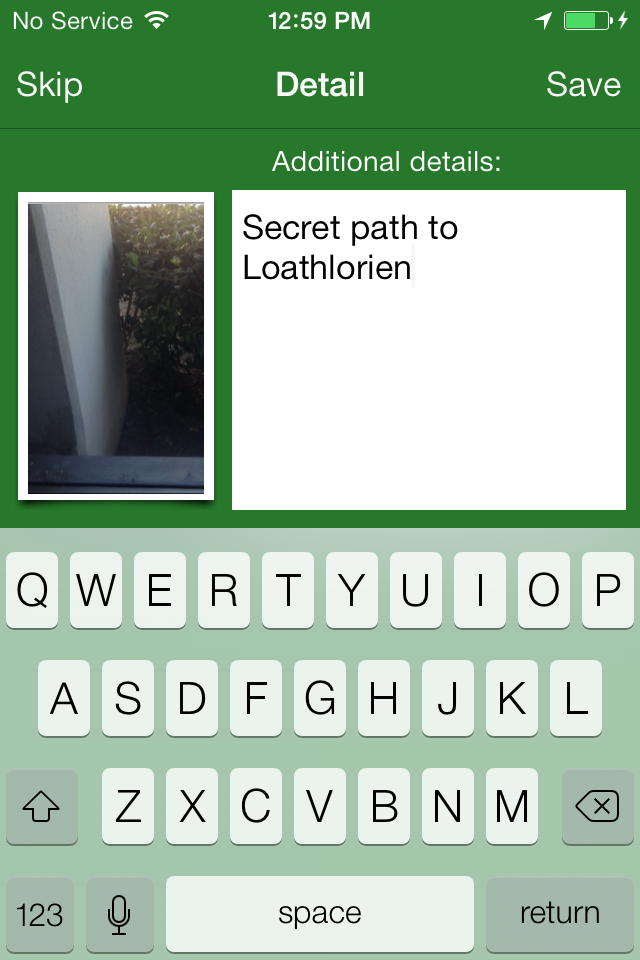 No Service 12:59 PM
Skip Detail Save
Additional details:
Secret path to
Loathlorien
Q W E R T Y U I O P
A S D F G H J K L
Z X C V B N M
123 space return